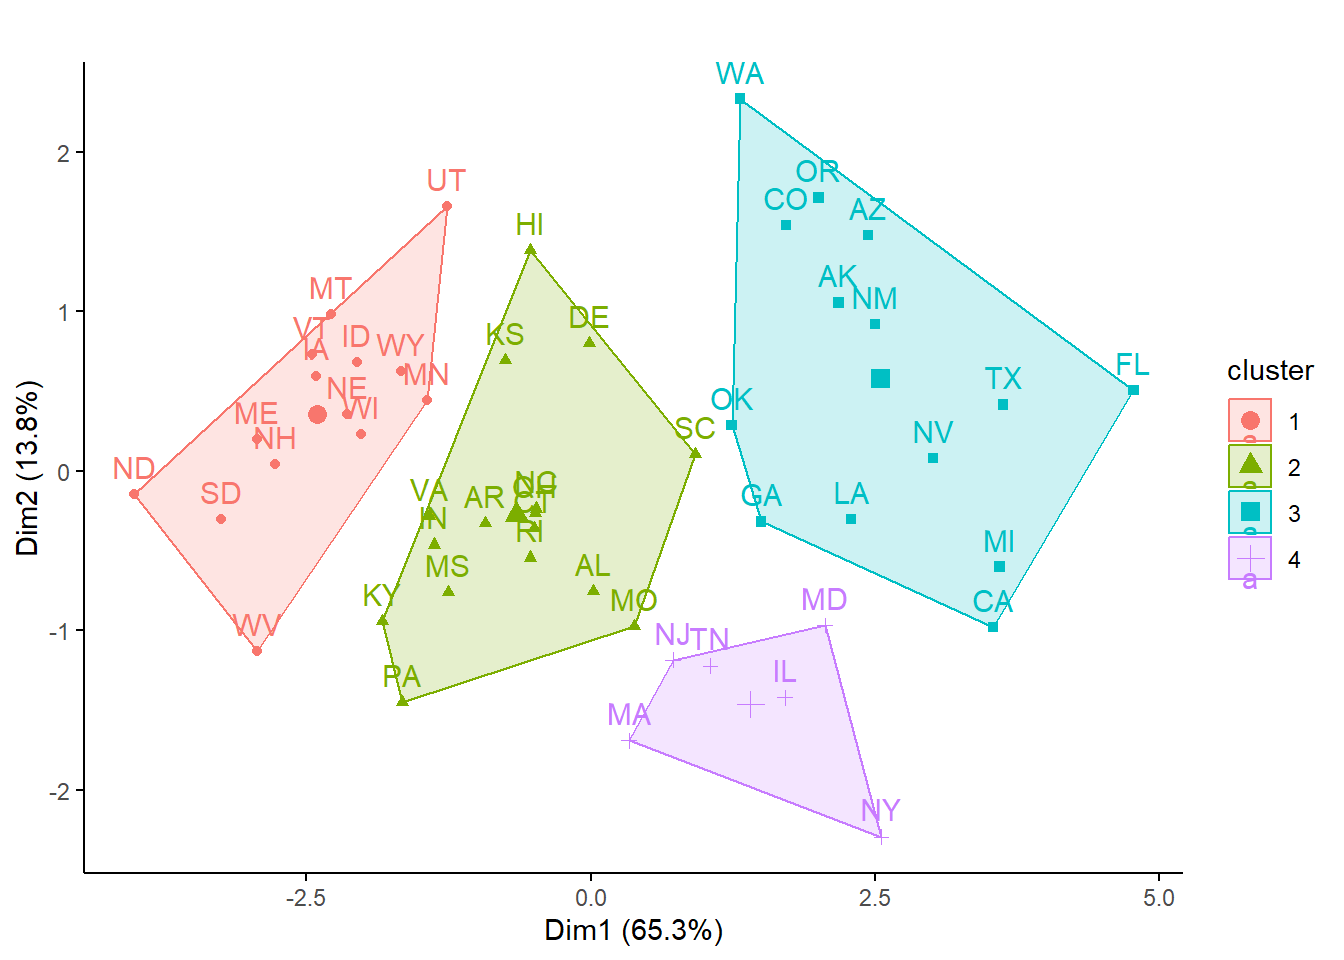 WA
OR
CO
AZ
UT
HI
AK
NM
MT
DE
VT
KS
ID
IA
WY
MN
FL
TX
NE
WI
OK
ME
NH
SC
NV
ND
SD
VA
AR
NC
GA
LA
IN
CT
RI
MS
AL
MI
KY
MO
CA
WV
MD
NJ
TN
PA
IL
MA
NY
2
1
0
-1
-2
-2.5
0.0
2.5
5.0
Dim1 (65.3%)
Dim2 (13.8%)
cluster
a
1
a
2
a
3
a
4